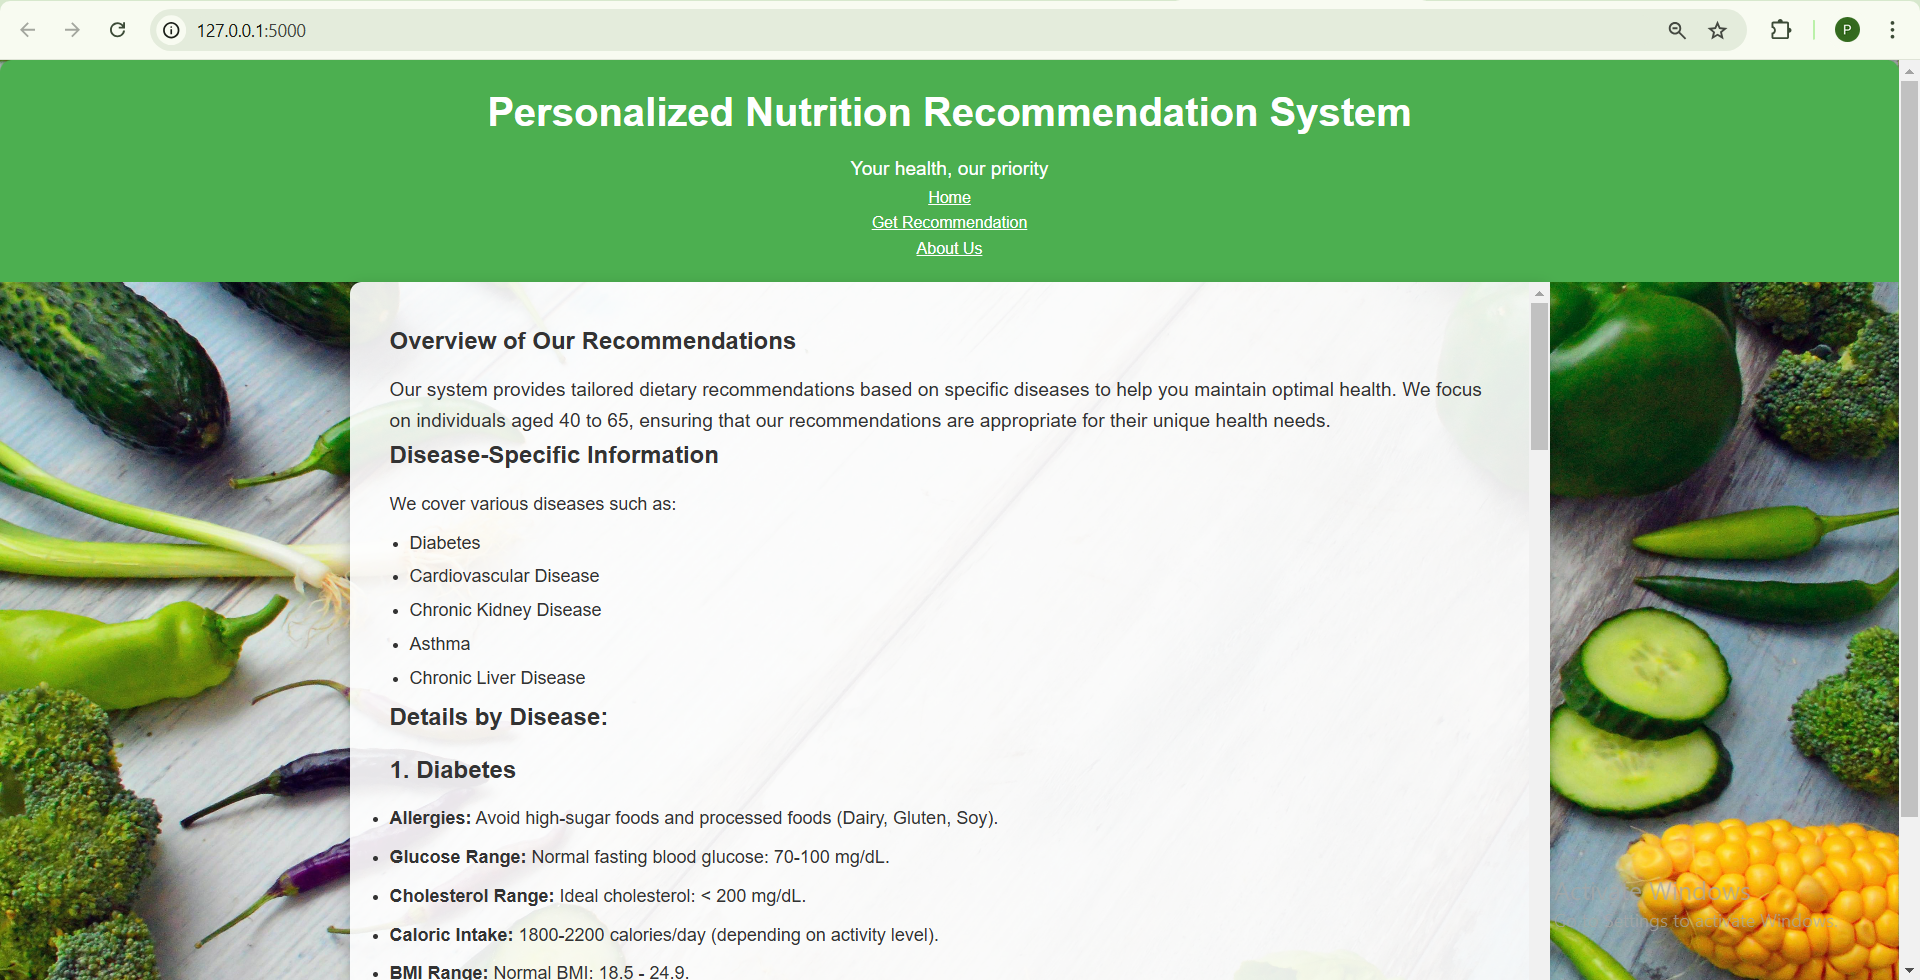 127.0.0.1:5000
P
Personalized Nutrition Recommendation System
Your health, our priority
Home
Get Recommendation
About Us
Overview of Our Recommendations
Our system provides tailored dietary recommendations based on specific diseases to help you maintain optimal health. We focus
on individuals aged 40 to 65, ensuring that our recommendations are appropriate for their unique health needs.
Disease-Specific Information
We cover various diseases such as:
• Diabetes
• Cardiovascular Disease
• Chronic Kidney Disease
• Asthma
• Chronic Liver Disease
Details by Disease:
1. Diabetes
• Allergies: Avoid high-sugar foods and processed foods (Dairy, Gluten, Soy).
• Glucose Range: Normal fasting blood glucose: 70-100 mg/dL.
• Cholesterol Range: Ideal cholesterol: < 200 mg/dL.
• Caloric Intake: 1800-2200 calories/day (depending on activity level).
• BMI Range: Normal BMI: 18.5 - 24.9.
Activate Windows
Settings to activate Windows.